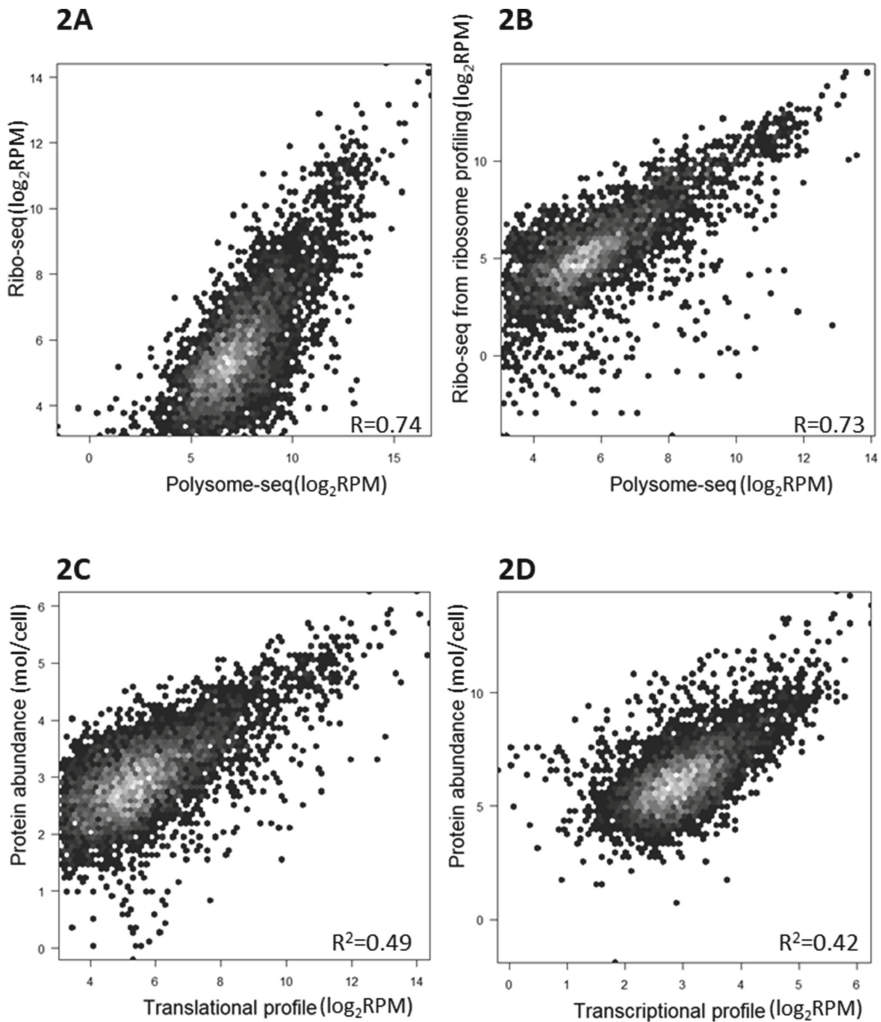 2A
Ribo-seq(log₂RPM)
14
12
10
8
6
4
R=0.74
0 5 10 15
Polysome-seq(log₂RPM)
2B
Ribo-seq from ribosome profiling(log₂RPM)
10
5
0
R=0.73
4 6 8 10 12 14
Polysome-seq (log₂RPM)
2C
Protein abundance (mol/cell)
6
5
4
3
2
1
0
R²=0.49
4 6 8 10 12 14
Translational profile(log₂RPM)
2D
Protein abundance (mol/cell)
10
5
0
R²=0.42
0 1 2 3 4 5 6
Transcriptional profile (log₂RPM)